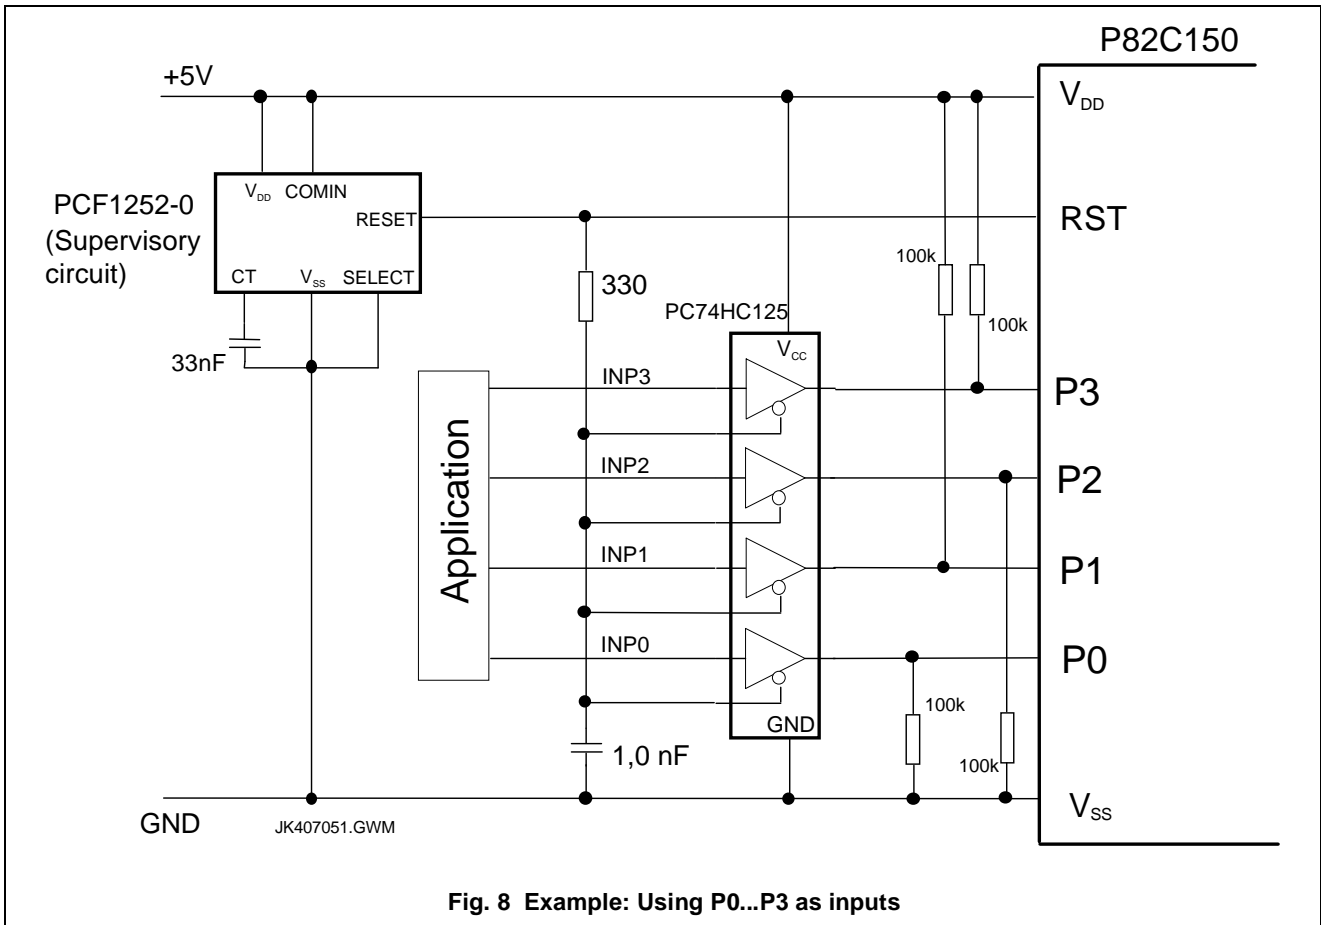 P82C150
+5V
V_DD
V_DD COMIN
PCF1252-0
(Supervisory
circuit)
RESET
RST
CT V_SS SELECT
100k
330
PC74HC125
100k
33nF
V_CC
INP3
P3
Application
INP2
P2
INP1
P1
INP0
P0
100k
GND
1,0 nF
100k
V_SS
GND
JK407051.GWM
Fig. 8 Example: Using P0...P3 as inputs